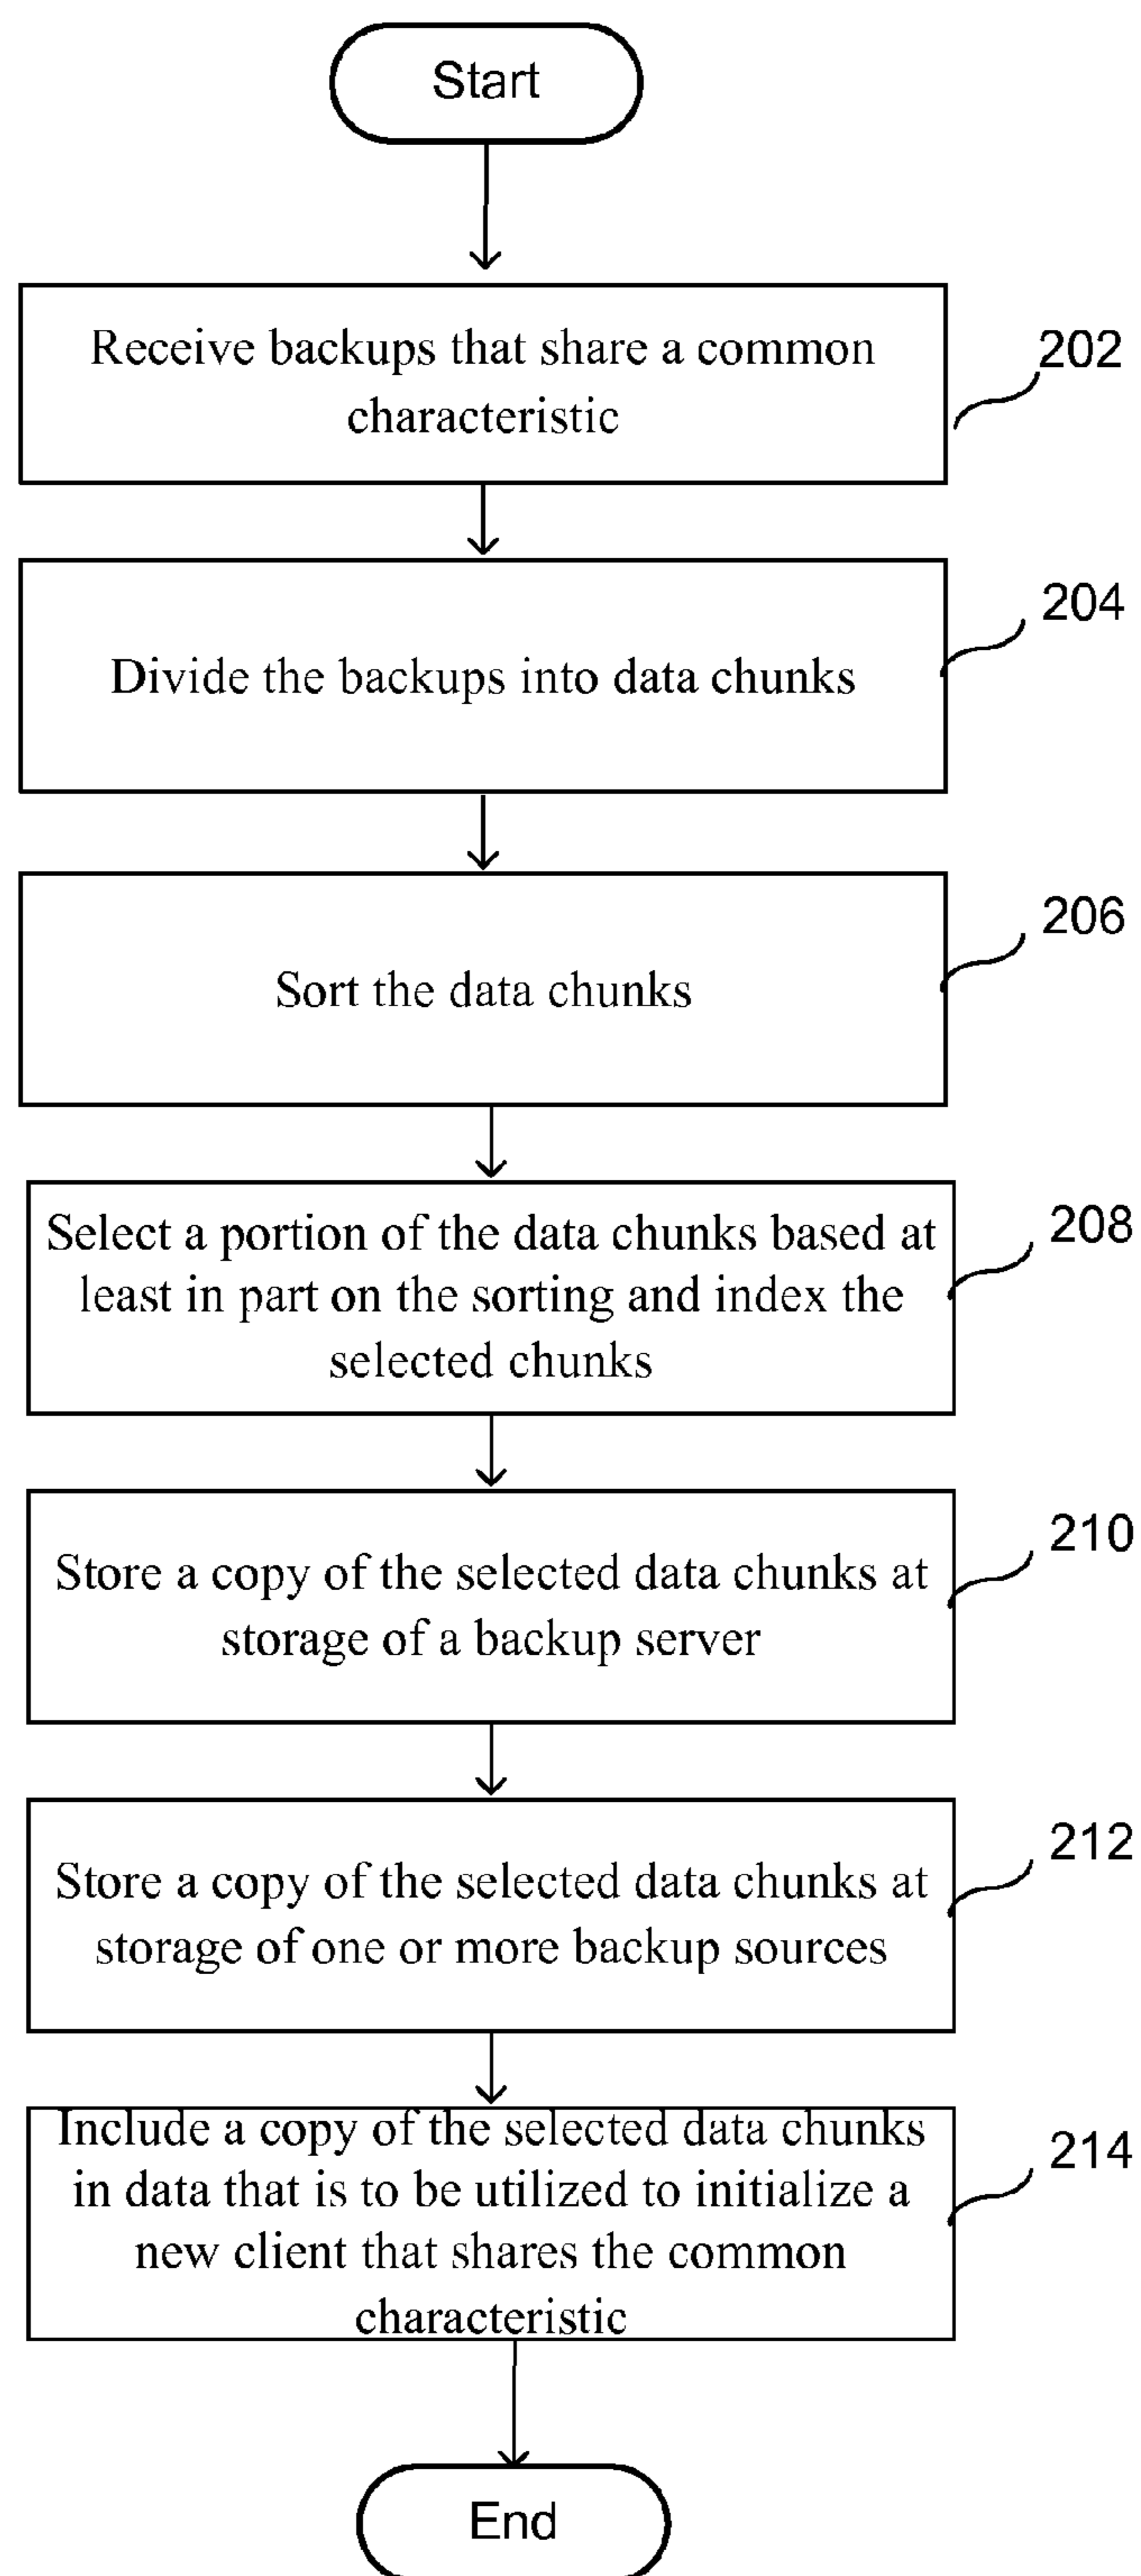 Start
Receive backups that share a common
characteristic
202
Divide the backups into data chunks
204
Sort the data chunks
206
Select a portion of the data chunks based at
least in part on the sorting and index the
selected chunks
208
Store a copy of the selected data chunks at
storage of a backup server
210
Store a copy of the selected data chunks at
storage of one or more backup sources
212
Include a copy of the selected data chunks
in data that is to be utilized to initialize a
new client that shares the common
characteristic
214
End